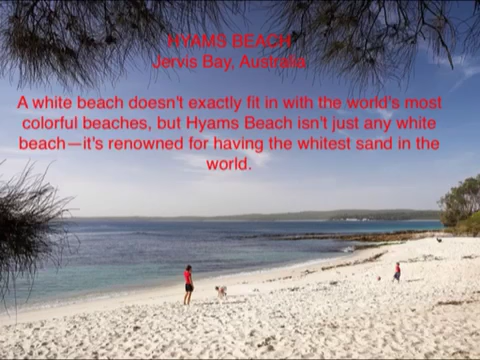 HYAMS BEACH
Jervis Bay, Australia
A white beach doesn't exactly fit in with the world's most
colorful beaches, but Hyams Beach isn't just any white
beach—it's renowned for having the whitest sand in the
world.